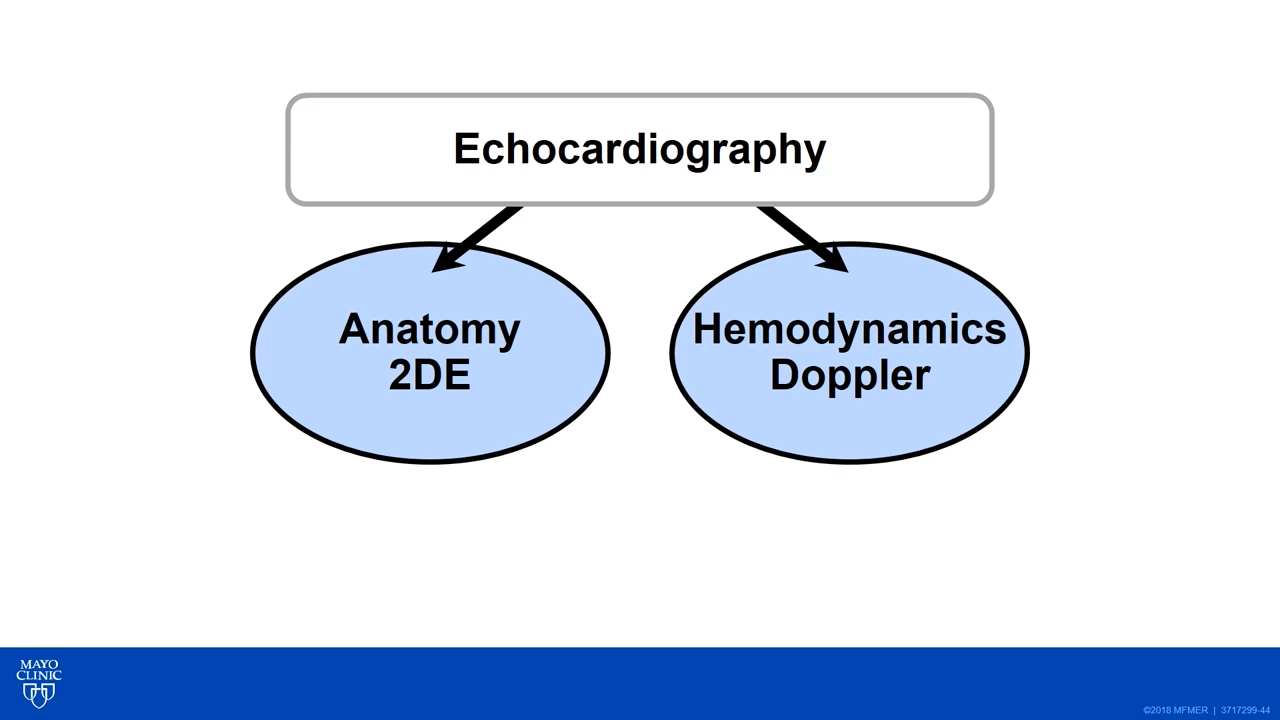 Echocardiography
Anatomy
2DE
Hemodynamics
Doppler
MAYO
CLINIC
©2018 MFMER | 3717299-44